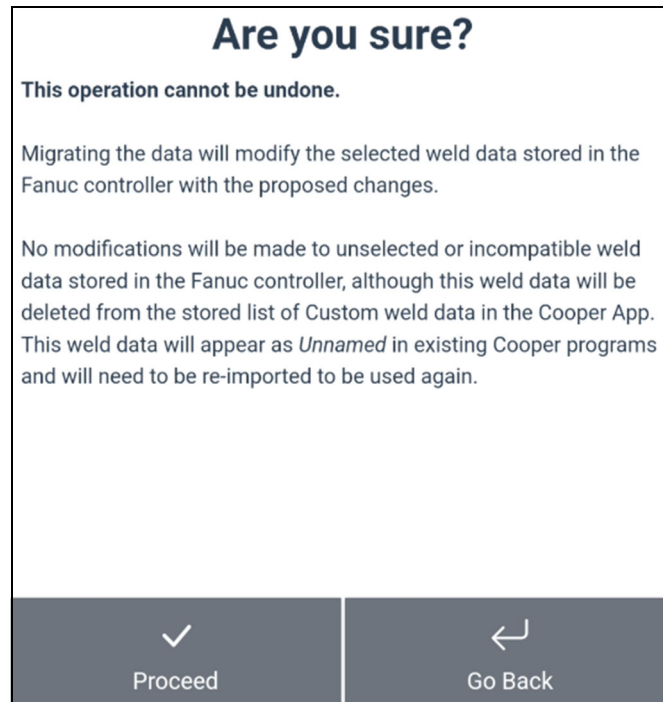 Are you sure?
This operation cannot be undone.
Migrating the data will modify the selected weld data stored in the
Fanuc controller with the proposed changes.
No modifications will be made to unselected or incompatible weld
data stored in the Fanuc controller, although this weld data will be
deleted from the stored list of Custom weld data in the Cooper App.
This weld data will appear as Unnamed in existing Cooper programs
and will need to be re-imported to be used again.
Proceed
Go Back